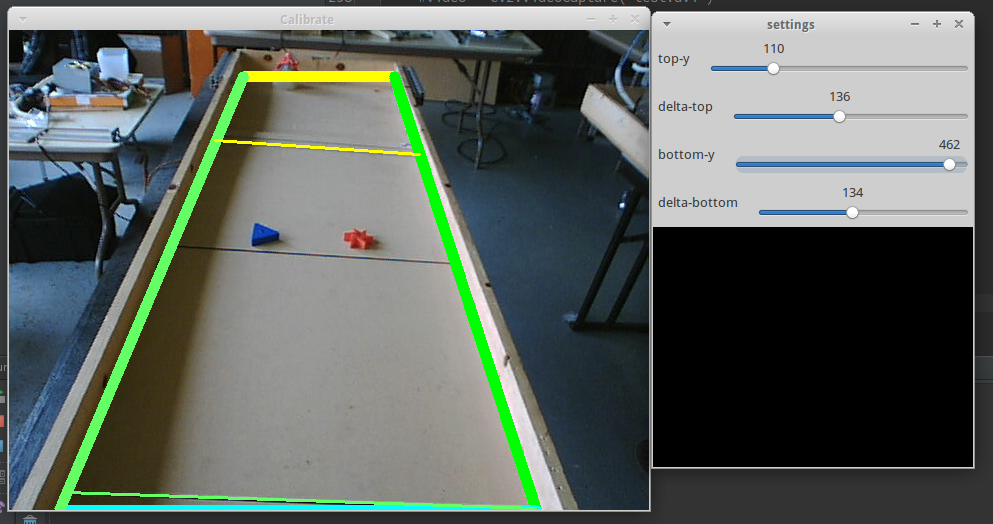 Calibrate
settings
top-y
110
delta-top
136
bottom-y
462
delta-bottom
134